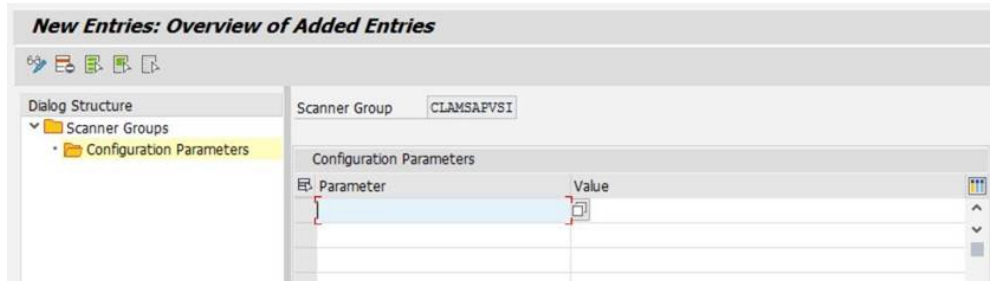 New Entries: Overview of Added Entries
Dialog Structure
Scanner Groups
Configuration Parameters
Scanner Group CLAMSAPVSI
Configuration Parameters
Parameter Value